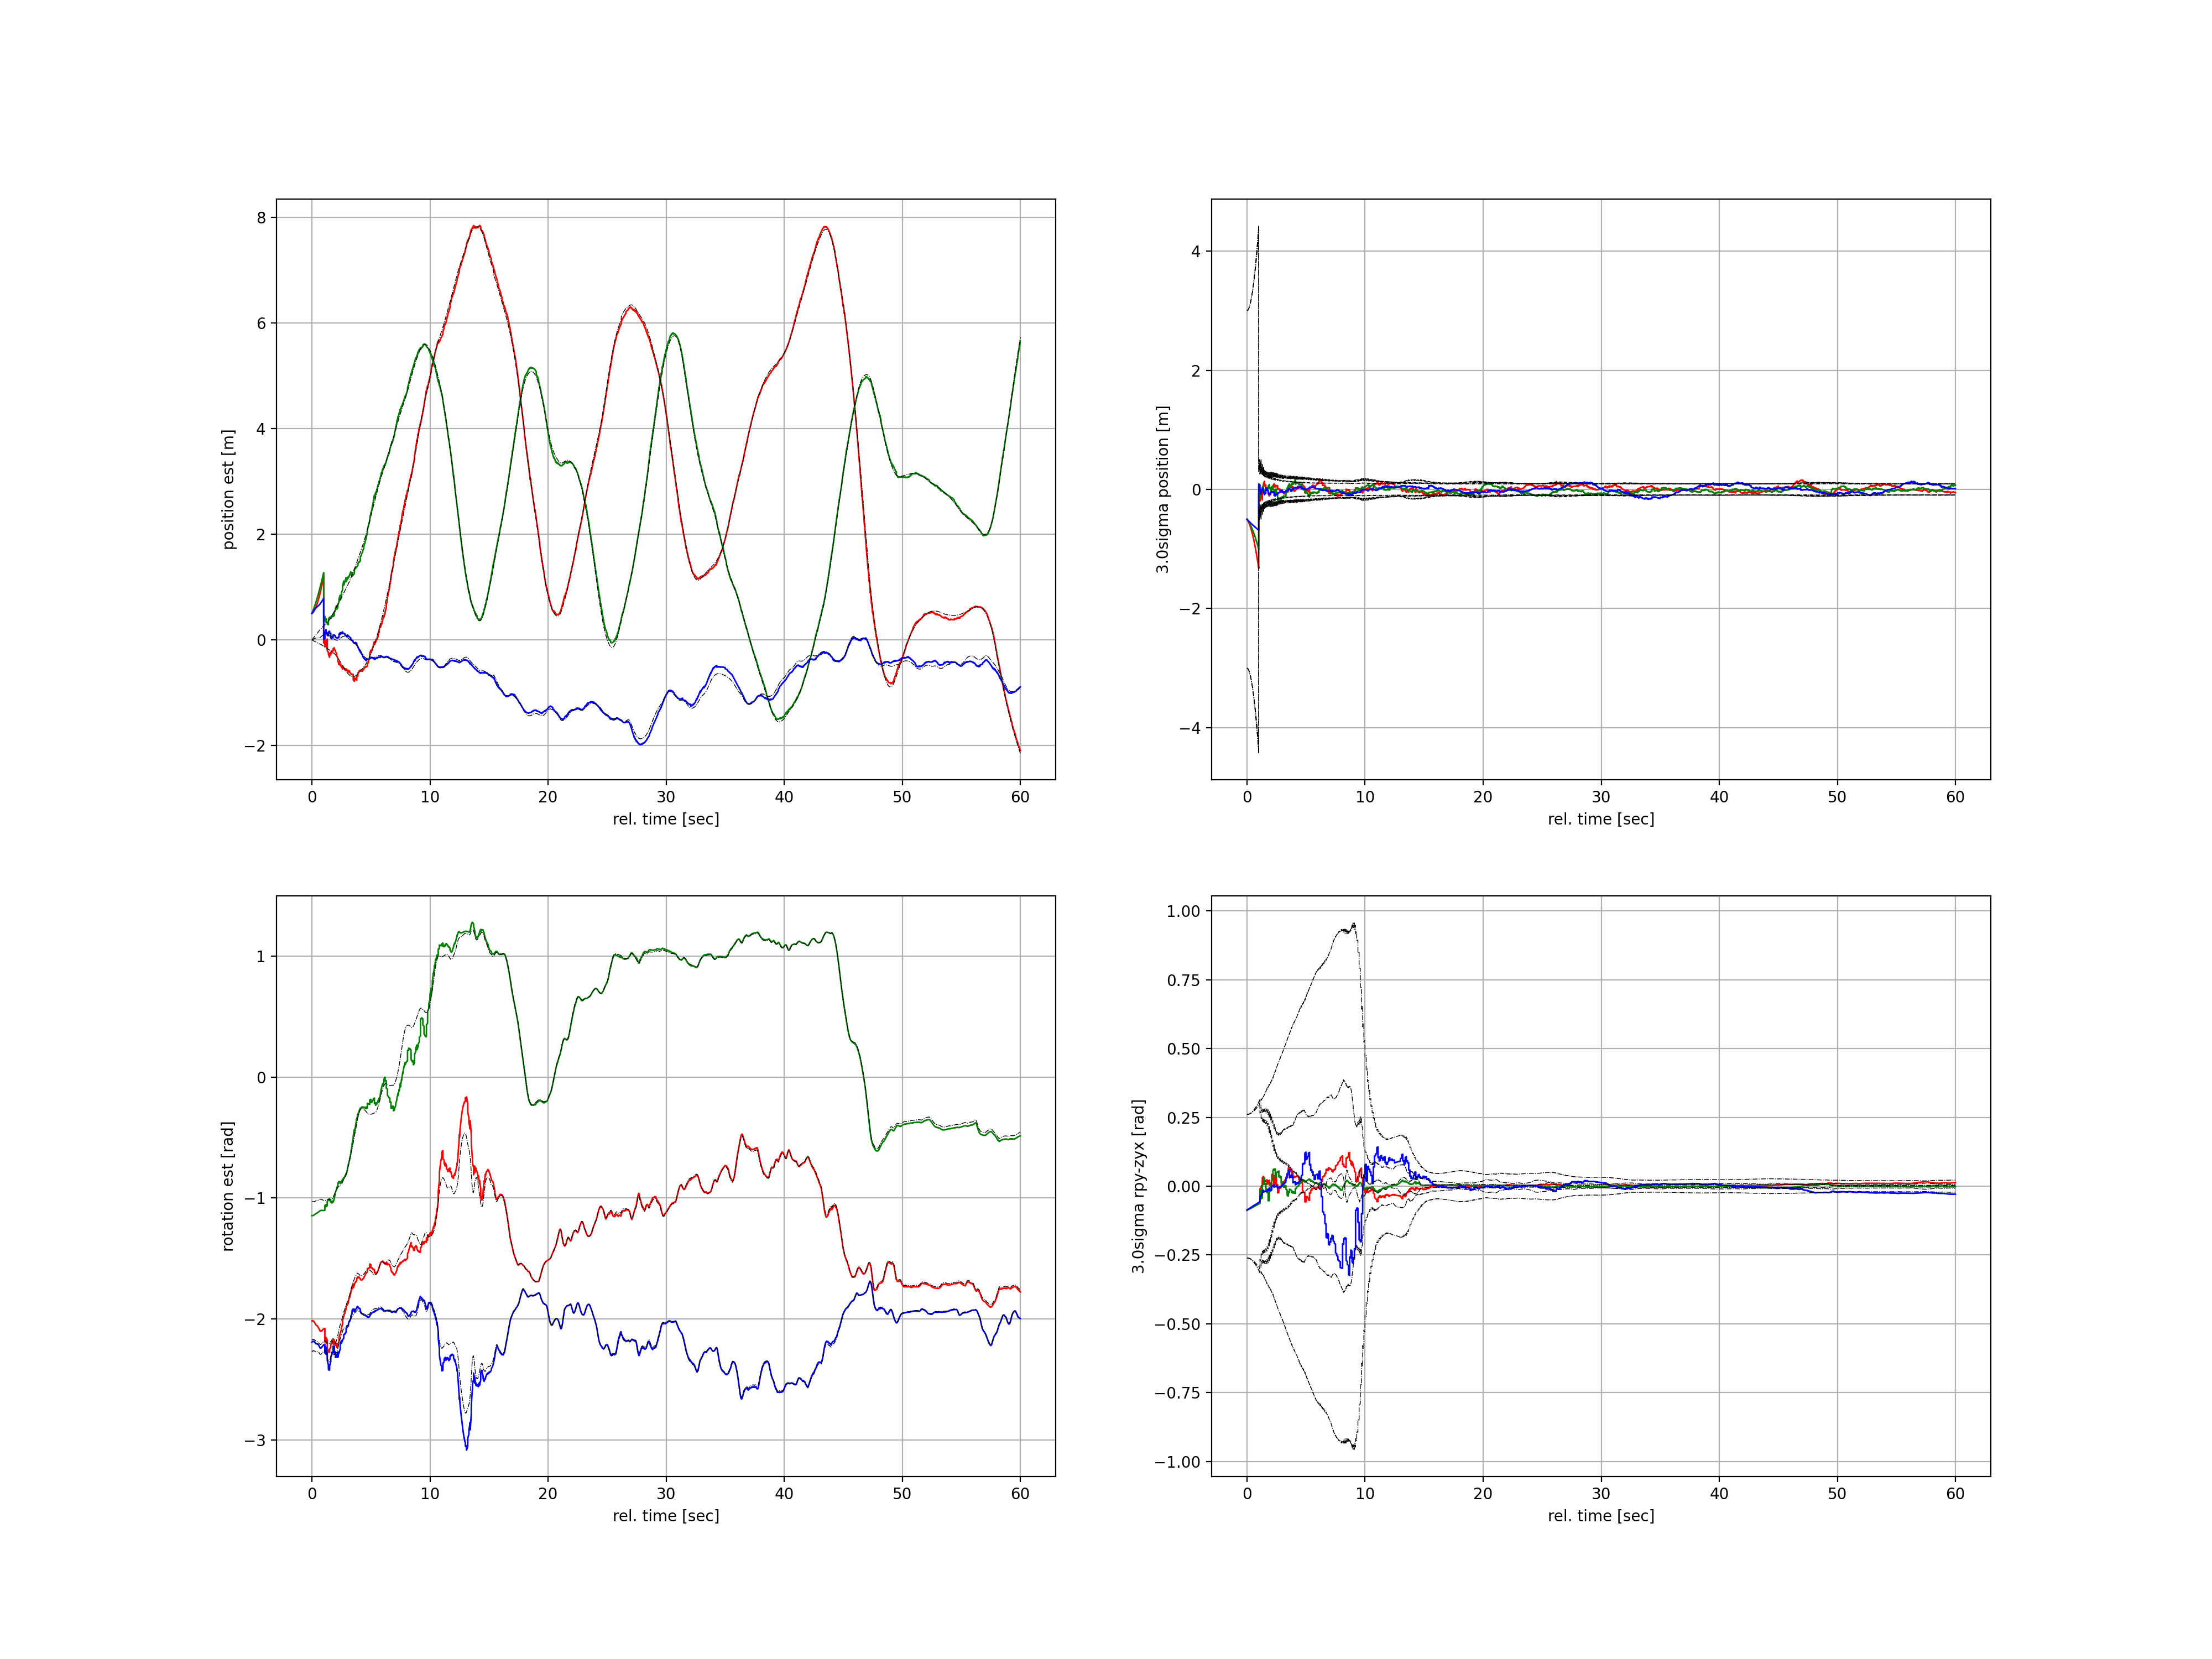 8
6
4
2
0
−2
position est [m]
0 10 20 30 40 50 60
rel. time [sec]
4
2
0
−2
−4
3.0sigma position [m]
0 10 20 30 40 50 60
rel. time [sec]
1
0
−1
−2
−3
rotation est [rad]
0 10 20 30 40 50 60
rel. time [sec]
1.00
0.75
0.50
0.25
0.00
−0.25
−0.50
−0.75
−1.00
3.0sigma rpy-zyx [rad]
0 10 20 30 40 50 60
rel. time [sec]